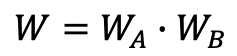 W = W_A · W_B